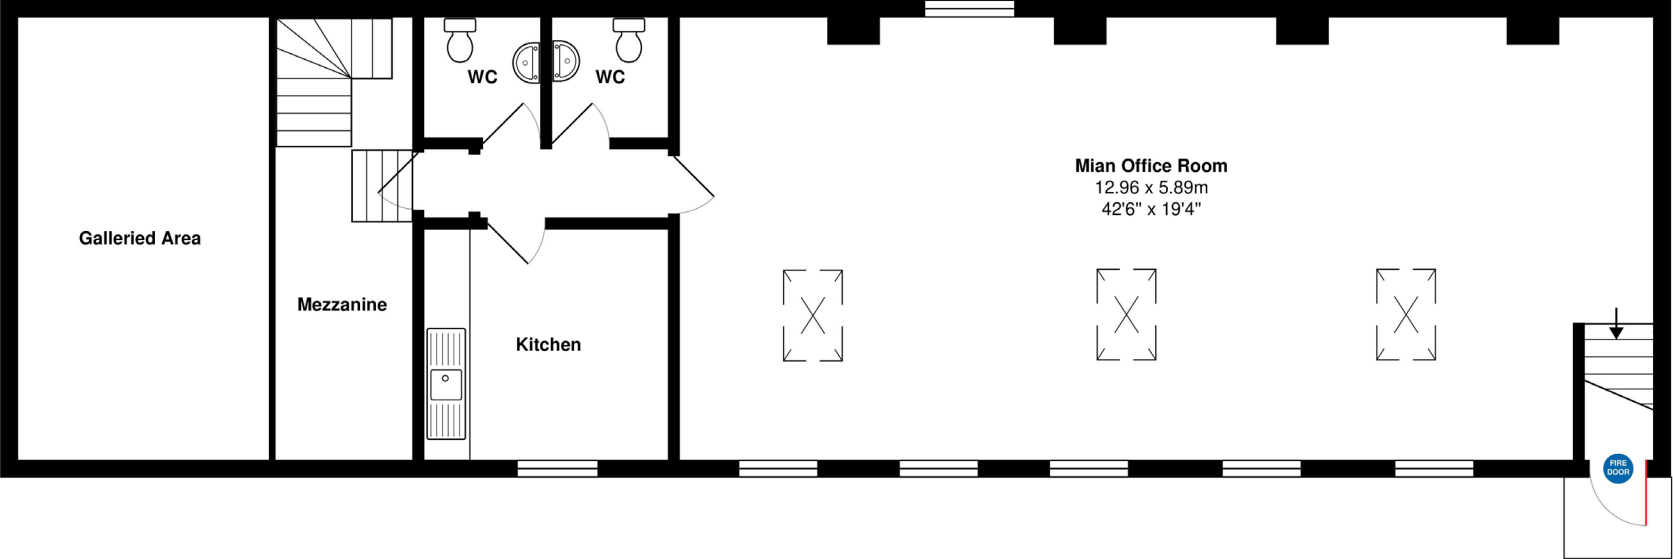 WC
WC
Mian Office Room
12.96 x 5.89m
42'6" x 19'4"
Galleried Area
Mezzanine
Kitchen
FIRE
DOOR